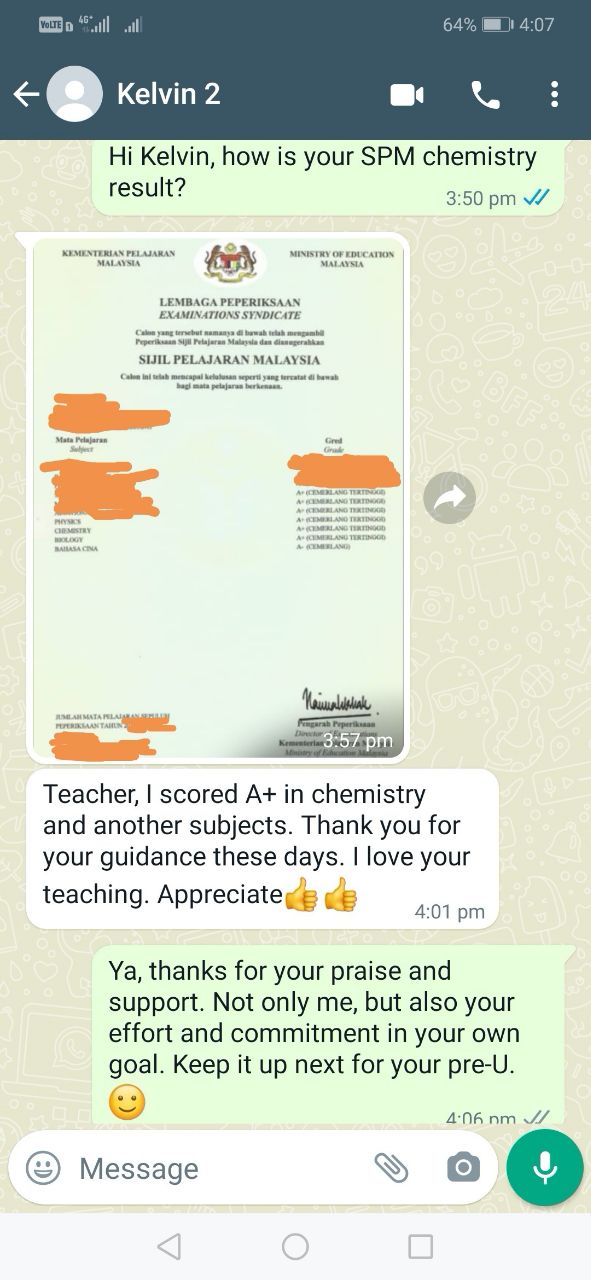 VoLTE 4G+ 64% 4:07
Kelvin 2
Hi Kelvin, how is your SPM chemistry
result?
3:50 pm
KEMENTERIAN PELAJARAN MINISTRY OF EDUCATION
MALAYSIA MALAYSIA
LEMBAGA PEPERIKSAAN
EXAMINATIONS SYNDICATE
Calon yang tersebut namanya di bawah telah mengambil
Peperiksaan Sijil Pelajaran Malaysia dan dianugerahkan
SIJIL PELAJARAN MALAYSIA
Calon ini telah mencapai kelulusan seperti yang tercatat di bawah
bagi mata pelajaran berkenaan.
Mata Pelajaran Gred
Subject Grade
A+ (CEMERLANG TERTINGGI)
A+ (CEMERLANG TERTINGGI)
A+ (CEMERLANG TERTINGGI)
PHYSICS A+ (CEMERLANG TERTINGGI)
CHEMISTRY A+ (CEMERLANG TERTINGGI)
BIOLOGY A+ (CEMERLANG TERTINGGI)
BAHASA CINA A- (CEMERLANG)
JUMLAH MATA PELAJARAN SEPULUH
PEPERIKSAAN TAHUN
Pengarah Peperiksaan
Director
Kementerian
Ministry of Education Malaysia
3:57 pm
Teacher, I scored A+ in chemistry
and another subjects. Thank you for
your guidance these days. I love your
teaching. Appreciate👍👍
4:01 pm
Ya, thanks for your praise and
support. Not only me, but also your
effort and commitment in your own
goal. Keep it up next for your pre-U.
🙂
4:06 pm
Message